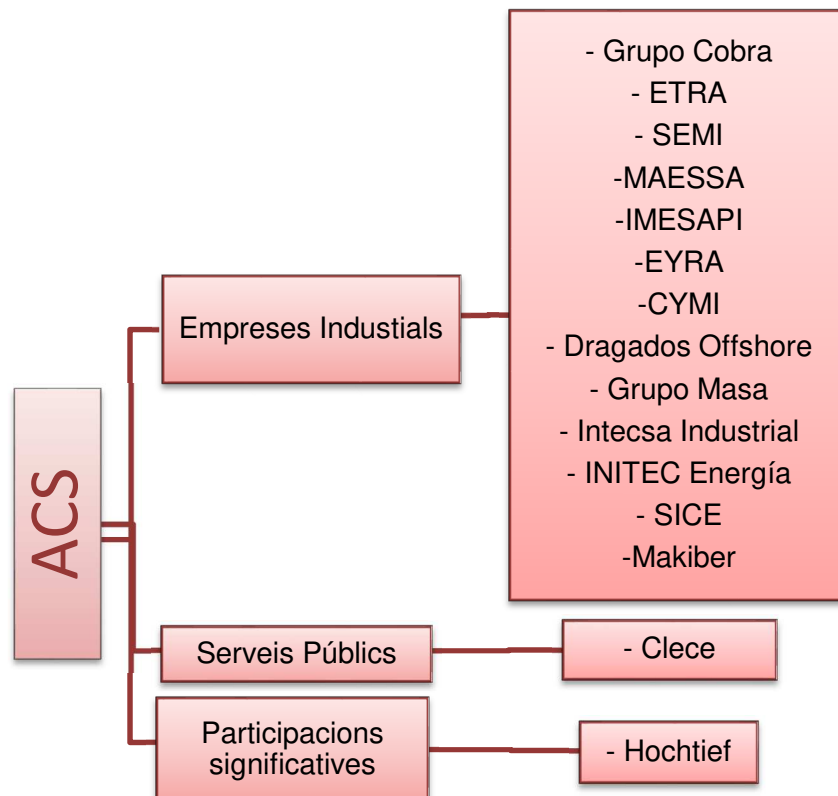 ACS
Empreses Industials
- Grupo Cobra
- ETRA
- SEMI
-MAESSA
-IMESAPI
-EYRA
-CYMI
- Dragados Offshore
- Grupo Masa
- Intecsa Industrial
- INITEC Energía
- SICE
-Makiber
Serveis Públics
- Clece
Participacions
significatives
- Hochtief